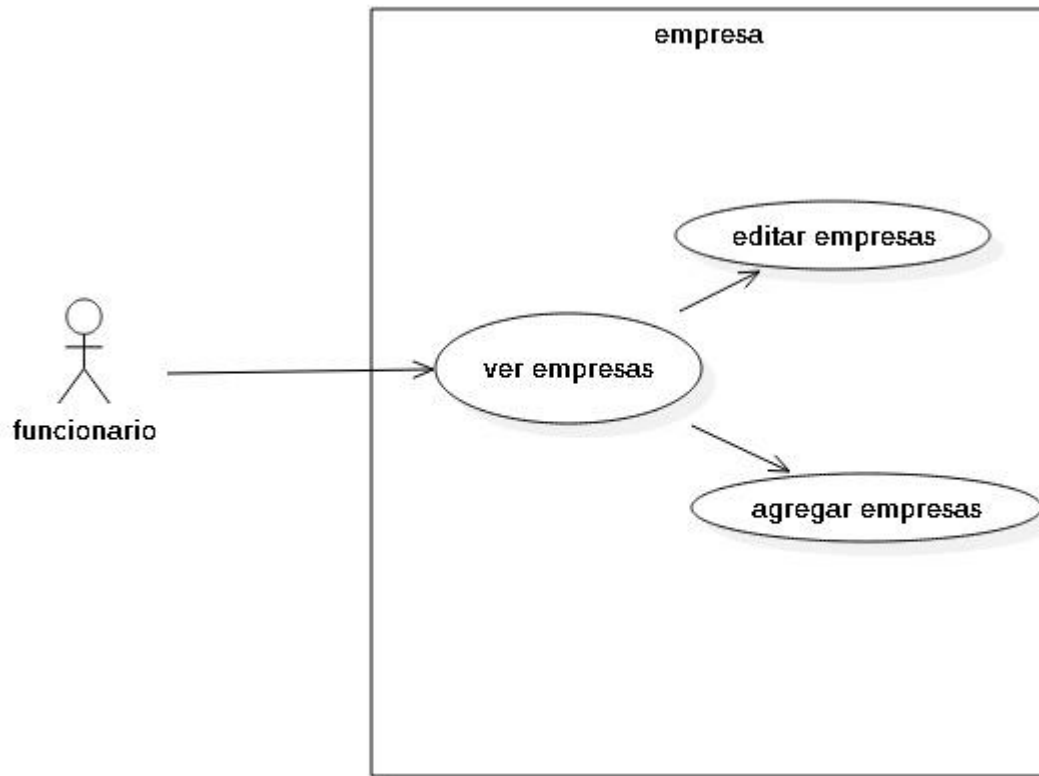 empresa
editar empresas
ver empresas
funcionario
agregar empresas